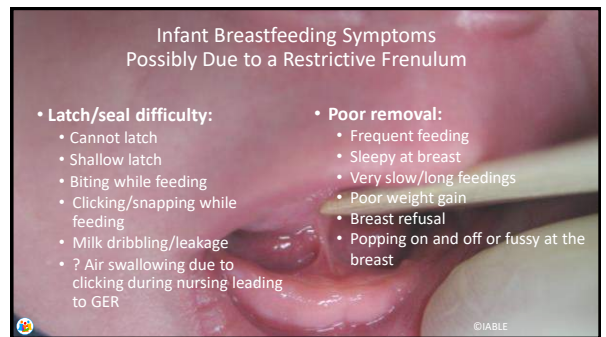 Infant Breastfeeding Symptoms
Possibly Due to a Restrictive Frenulum
• Latch/seal difficulty:
• Cannot latch
• Shallow latch
• Biting while feeding
• Clicking/snapping while
feeding
• Milk dribbling/leakage
• ? Air swallowing due to
clicking during nursing leading
to GER
• Poor removal:
• Frequent feeding
• Sleepy at breast
• Very slow/long feedings
• Poor weight gain
• Breast refusal
• Popping on and off or fussy at the
breast
©IABLE